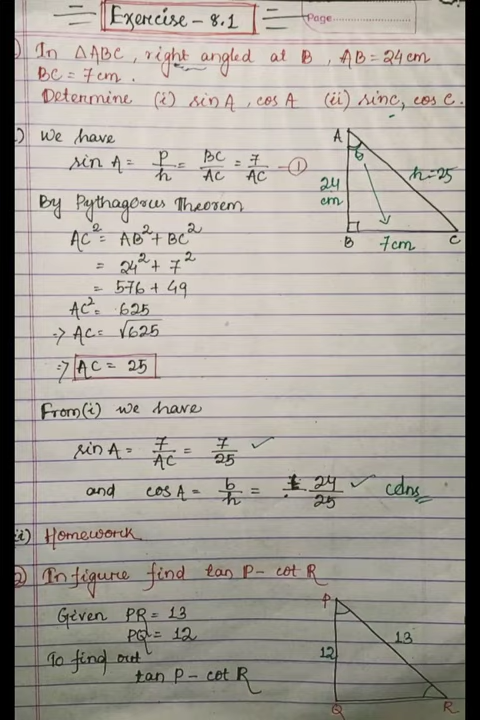 Exercise - 8.1
Page
) In ΔABC, right angled at B, AB = 24 cm
BC = 7 cm.
Determine (i) sin A, cos A (ii) sin c, cos c.
) We have
sin A = P/h = BC/AC = 7/AC - ①
By Pythagorus Theorem
AC² = AB² + BC²
= 24² + 7²
= 576 + 49
AC² = 625
=> AC = √625
=> AC = 25
A
6
24
cm
h=25
B
7cm
C
From (i) we have
sin A = 7/AC = 7/25 ✓
and cos A = b/h = 24/25 ✓
ii) Homework
2) In figure find tan P - cot R
Given PR = 13
PQ = 12
To find out
tan P - cot R
P
12
13
Q
R